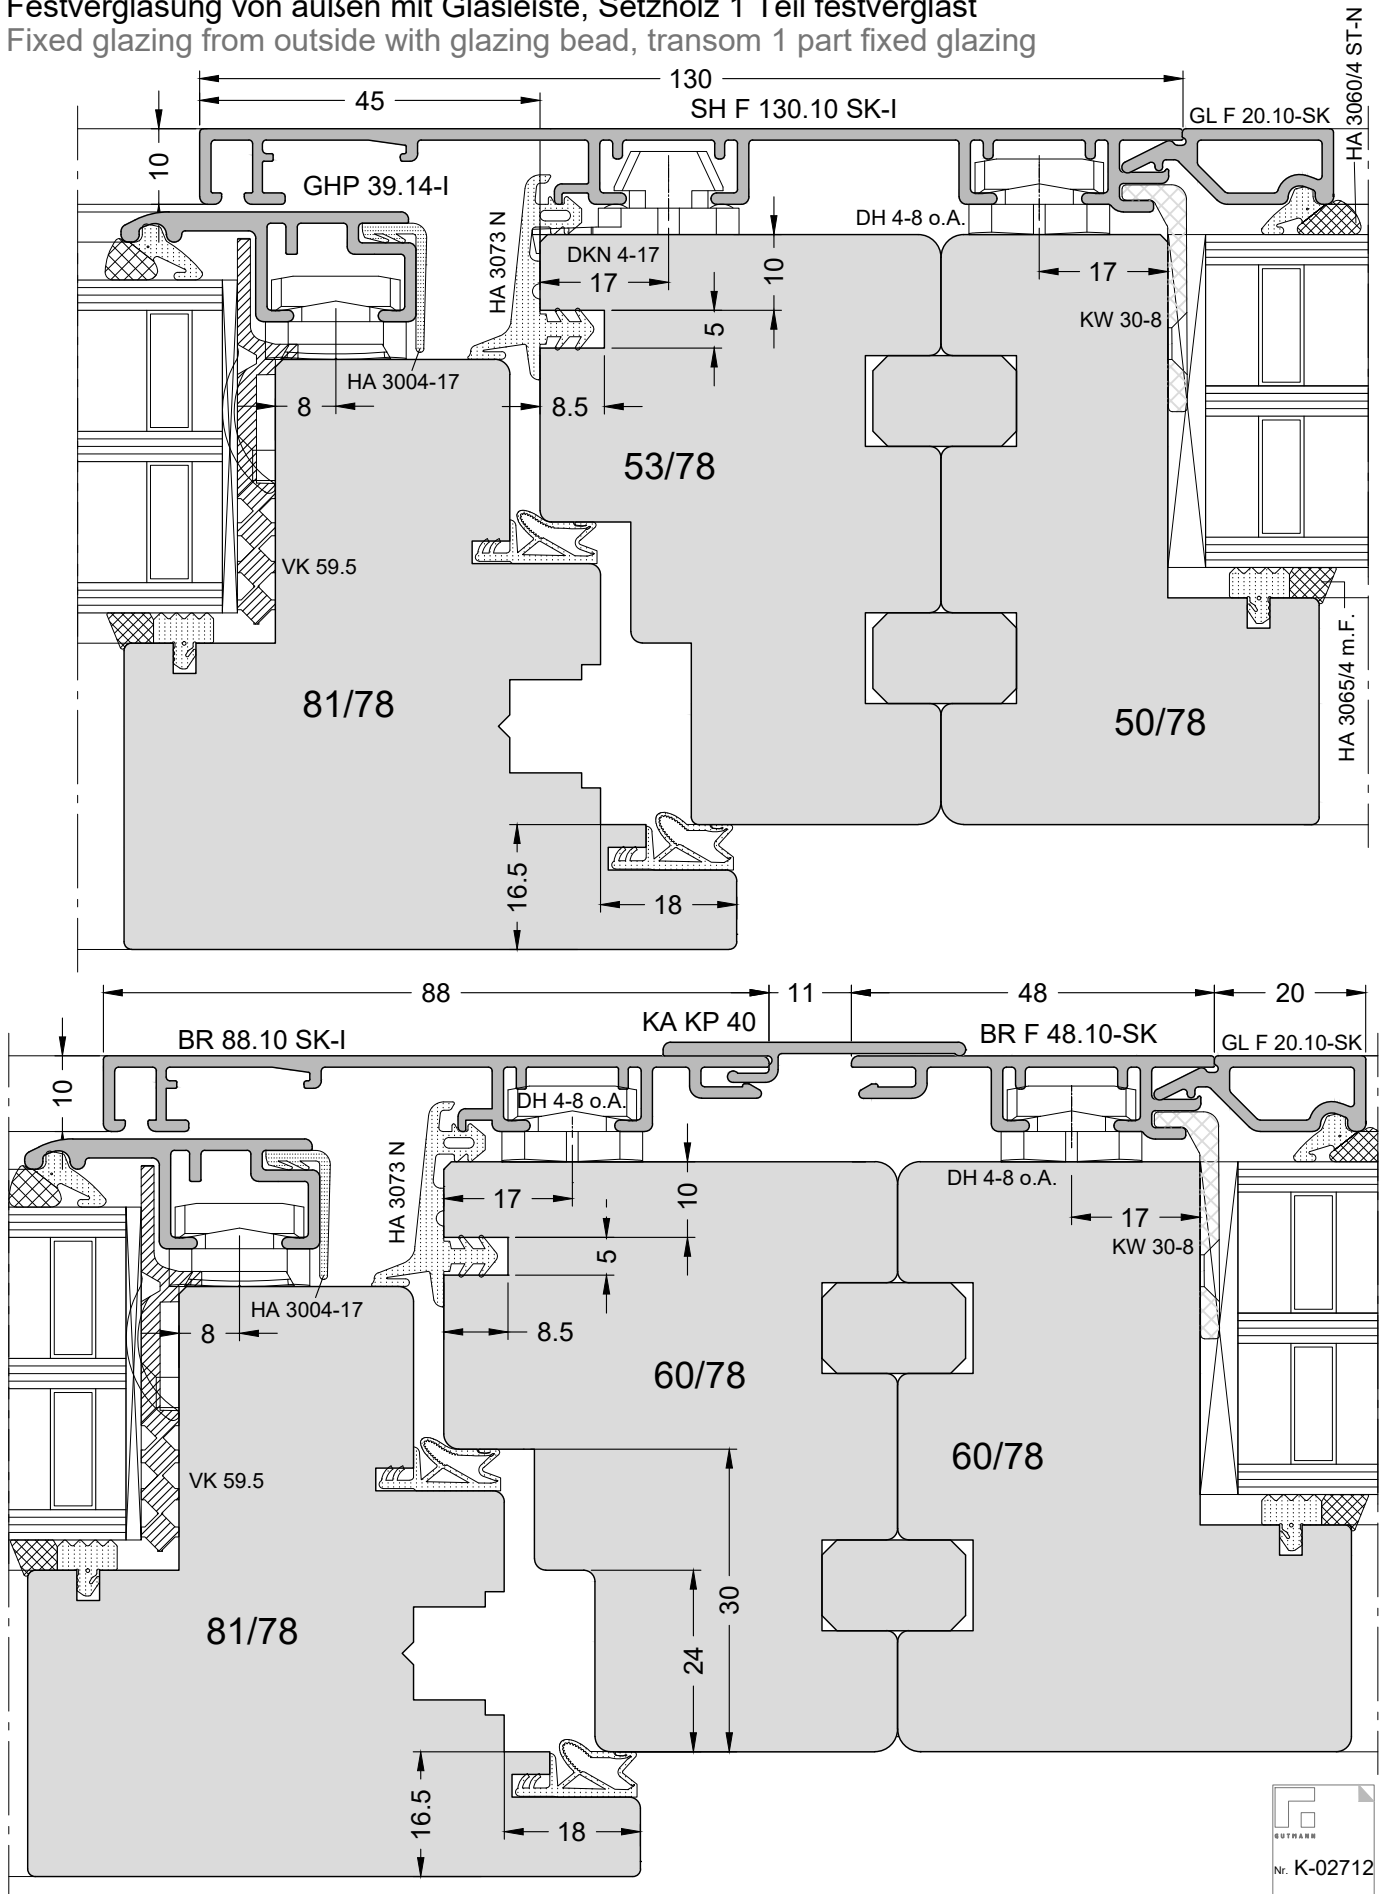 Festverglasung von außen mit Glasleiste, Setzholz 1 Teil festverglast
Fixed glazing from outside with glazing bead, transom 1 part fixed glazing
130
45
SH F 130.10 SK-I
GL F 20.10-SK
HA 3060/4 ST-N
10
GHP 39.14-I
HA 3073 N
DH 4-8 o.A.
DKN 4-17
17
10
17
5
KW 30-8
HA 3004-17
8
8.5
53/78
VK 59.5
81/78
50/78
HA 3065/4 m.F.
16.5
18
88
11
48
20
KA KP 40
BR 88.10 SK-I
BR F 48.10-SK
GL F 20.10-SK
10
DH 4-8 o.A.
HA 3073 N
DH 4-8 o.A.
17
10
17
KW 30-8
5
HA 3004-17
8
8.5
60/78
60/78
VK 59.5
30
81/78
24
16.5
18
GUTMANN
Nr. K-02712